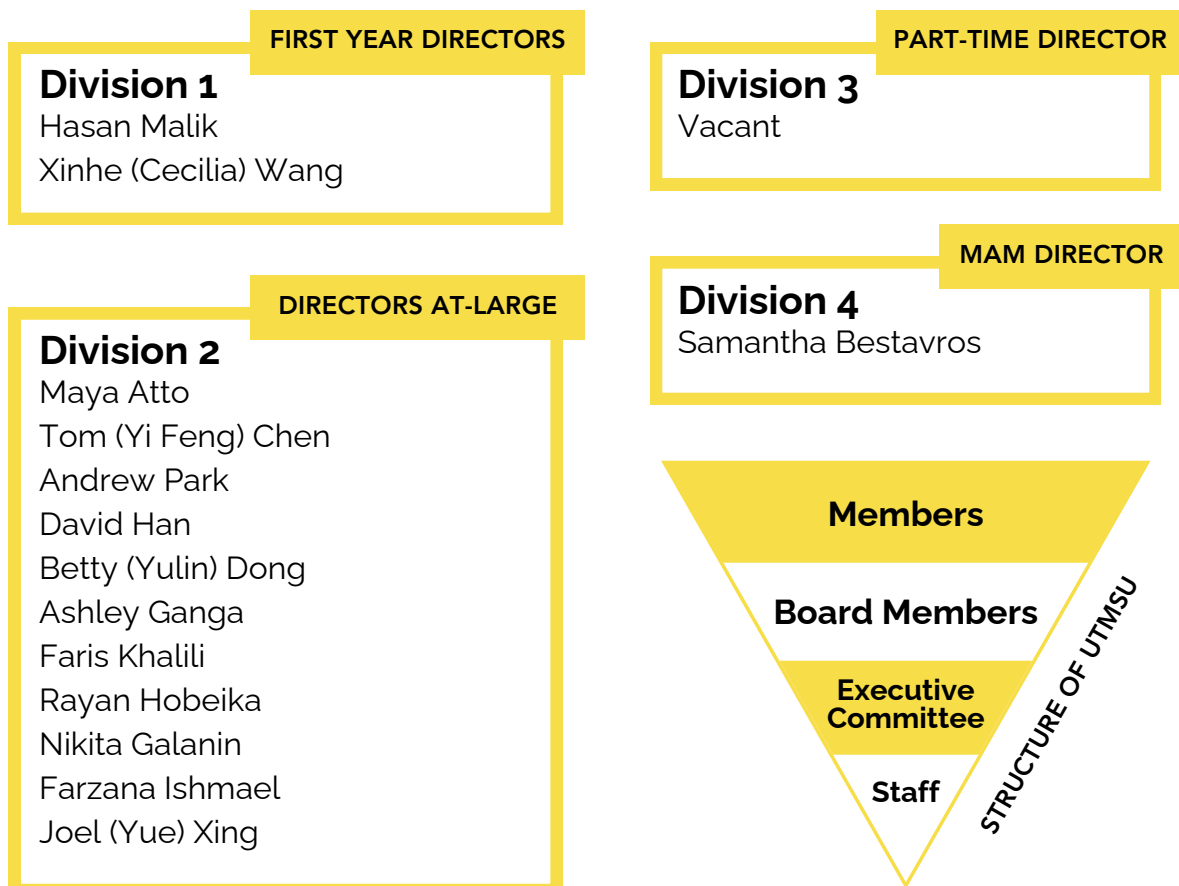 FIRST YEAR DIRECTORS
Division 1
Hasan Malik
Xinhe (Cecilia) Wang
DIRECTORS AT-LARGE
Division 2
Maya Atto
Tom (Yi Feng) Chen
Andrew Park
David Han
Betty (Yulin) Dong
Ashley Ganga
Faris Khalili
Rayan Hobeika
Nikita Galanin
Farzana Ishmael
Joel (Yue) Xing
PART-TIME DIRECTOR
Division 3
Vacant
MAM DIRECTOR
Division 4
Samantha Bestavros
Members
Board Members
Executive
Committee
Staff
STRUCTURE OF UTMSU